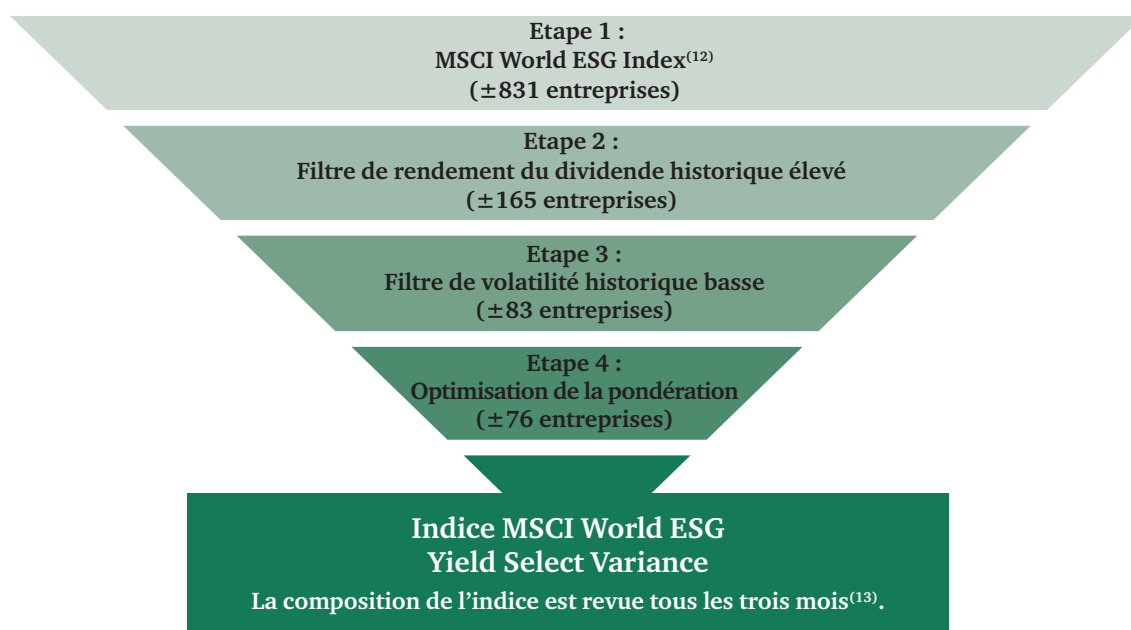 Etape 1 :
MSCI World ESG Index(12)
(±831 entreprises)
Etape 2 :
Filtre de rendement du dividende historique élevé
(±165 entreprises)
Etape 3 :
Filtre de volatilité historique basse
(±83 entreprises)
Etape 4 :
Optimisation de la pondération
(±76 entreprises)
Indice MSCI World ESG
Yield Select Variance
La composition de l’indice est revue tous les trois mois(13).